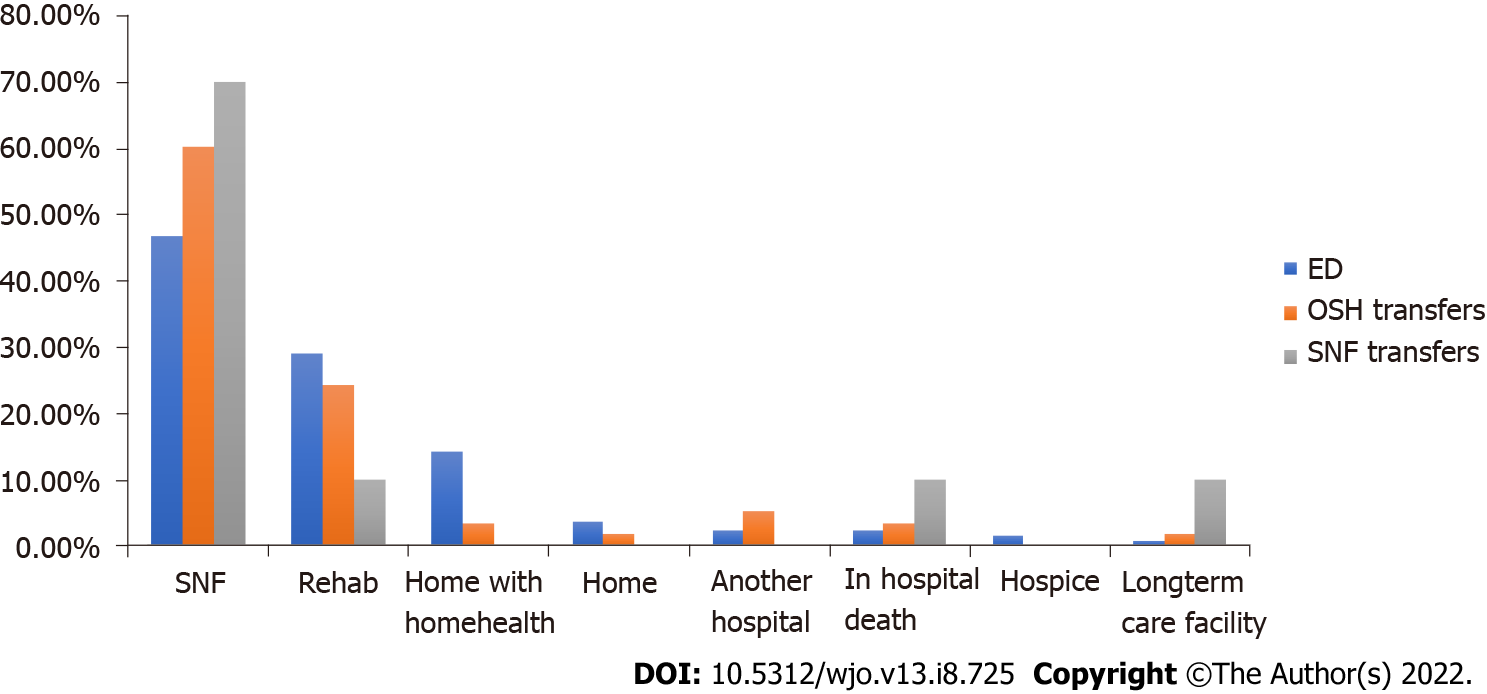 80.00%
70.00%
60.00%
50.00%
40.00%
30.00%
20.00%
10.00%
0.00%
SNF
Rehab
Home with
homehealth
Home
Another
hospital
In hospital
death
Hospice
Longterm
care facility
ED
OSH transfers
SNF transfers
DOI: 10.5312/wjo.v13.i8.725 Copyright ©The Author(s) 2022.